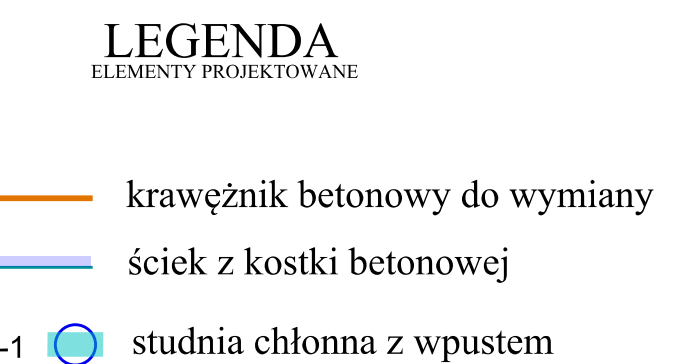 LEGENDA
ELEMENTY PROJEKTOWANE
krawężnik betonowy do wymiany
ściek z kostki betonowej
-1 studnia chłonna z wpustem